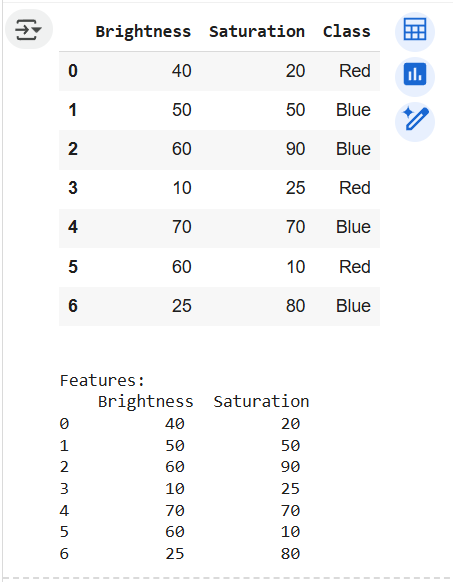 Brightness Saturation Class
0 40 20 Red
1 50 50 Blue
2 60 90 Blue
3 10 25 Red
4 70 70 Blue
5 60 10 Red
6 25 80 Blue
Features:
Brightness Saturation
0 40 20
1 50 50
2 60 90
3 10 25
4 70 70
5 60 10
6 25 80